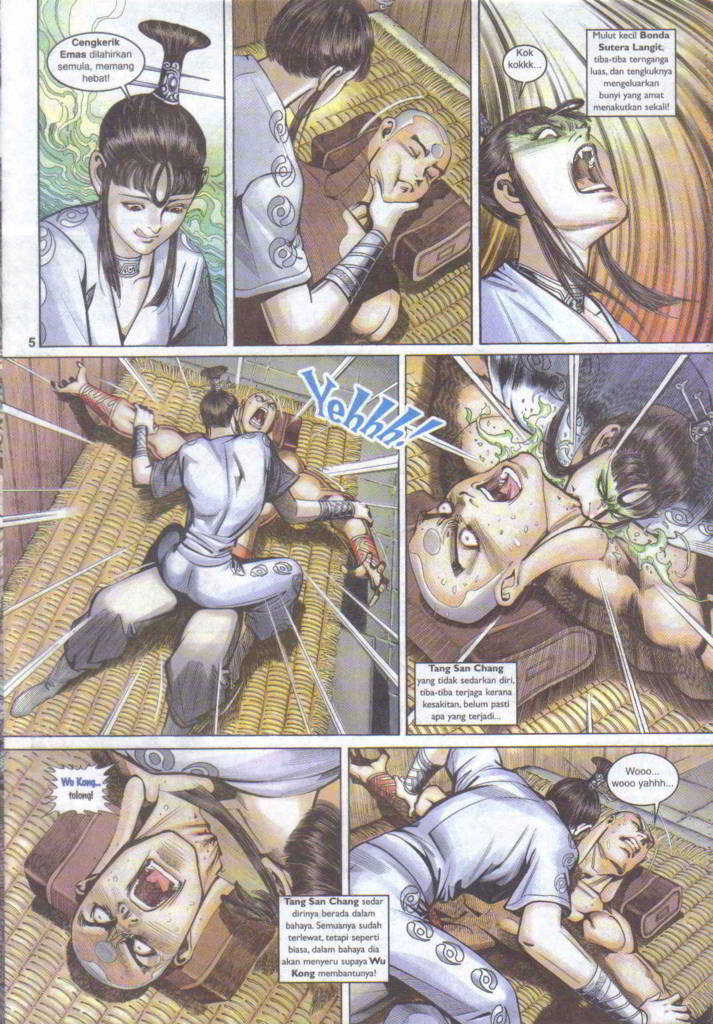 Cengkerik
Emas dilahirkan
semula, memang
hebat!
Kok
kokkk...
Mulut kecil Bonda
Sutera Langit,
tiba-tiba ternganga
luas, dan tengkuknya
mengeluarkan
bunyi yang amat
menakutkan sekali!
5
Yehhh!
Tang San Chang
yang tidak sedarkan diri,
tiba-tiba terjaga kerana
kesakitan, belum pasti
apa yang terjadi...
Wu Kong...
tolong!
Tang San Chang sedar
dirinya berada dalam
bahaya. Semuanya sudah
terlewat, tetapi seperti
biasa, dalam bahaya dia
akan menyeru supaya Wu
Kong membantunya!
Wooo...
wooo yahhh...